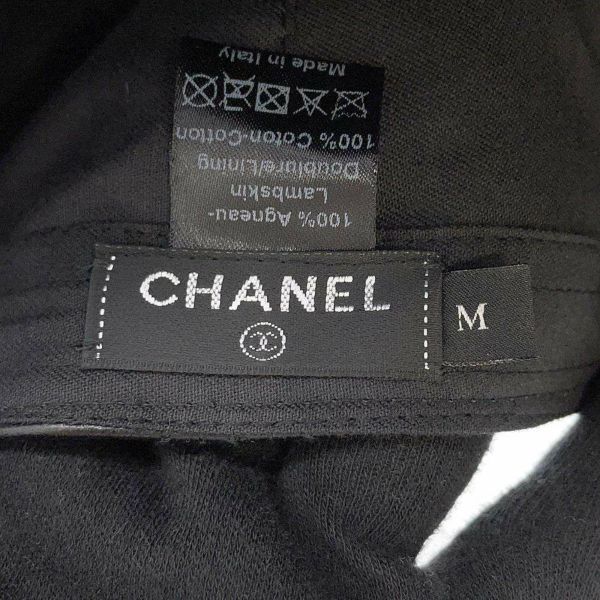 100% Agneau-
Lambskin
Doublure/Lining
100% Coton-Cotton
Made in Italy
CHANEL
M